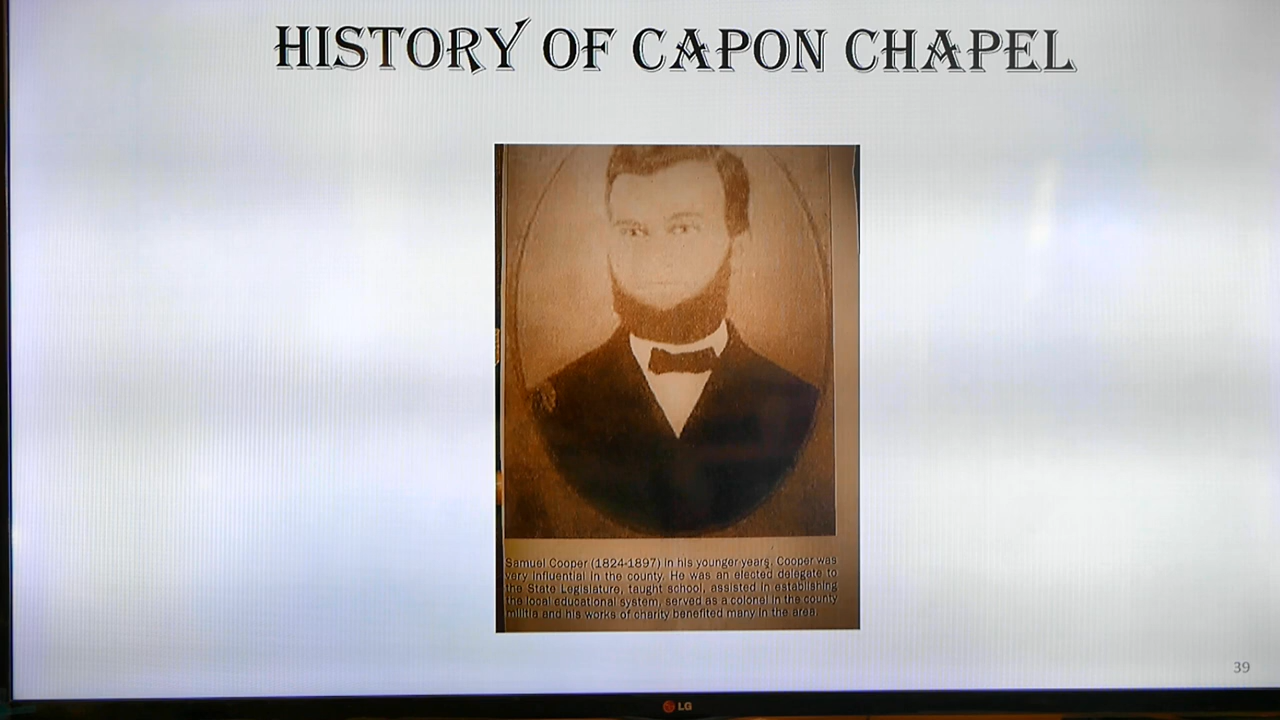 HISTORY OF CAPON CHAPEL
Samuel Cooper (1824-1897) in his younger years. Cooper was
very influential in the county. He was an elected delegate to
the State Legislature, taught school, assisted in establishing
the local educational system, served as a colonel in the county
militia and his works of charity benefited many in the area.
39
LG